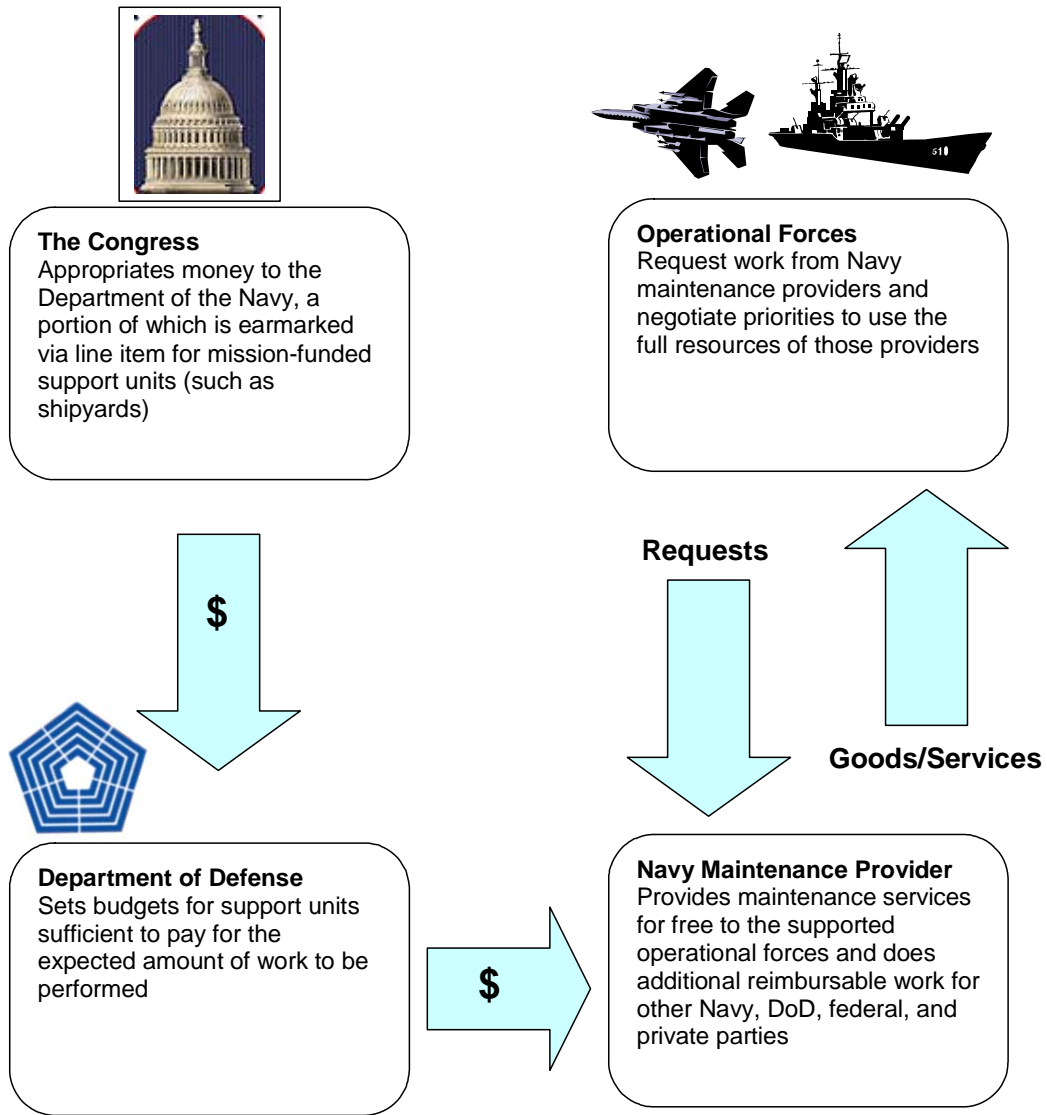 510
The Congress
Appropriates money to the
Department of the Navy, a
portion of which is earmarked
via line item for mission-funded
support units (such as
shipyards)
Operational Forces
Request work from Navy
maintenance providers and
negotiate priorities to use the
full resources of those providers
$
Requests
Goods/Services
Department of Defense
Sets budgets for support units
sufficient to pay for the
expected amount of work to be
performed
$
Navy Maintenance Provider
Provides maintenance services
for free to the supported
operational forces and does
additional reimbursable work for
other Navy, DoD, federal, and
private parties